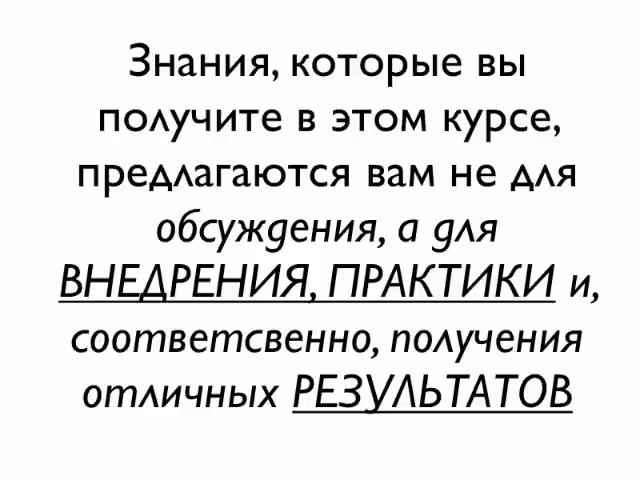 Знания, которые вы
получите в этом курсе,
предлагаются вам не для
обсуждения, а для
ВНЕДРЕНИЯ, ПРАКТИКИ и,
соответсвенно, получения
отличных РЕЗУЛЬТАТОВ